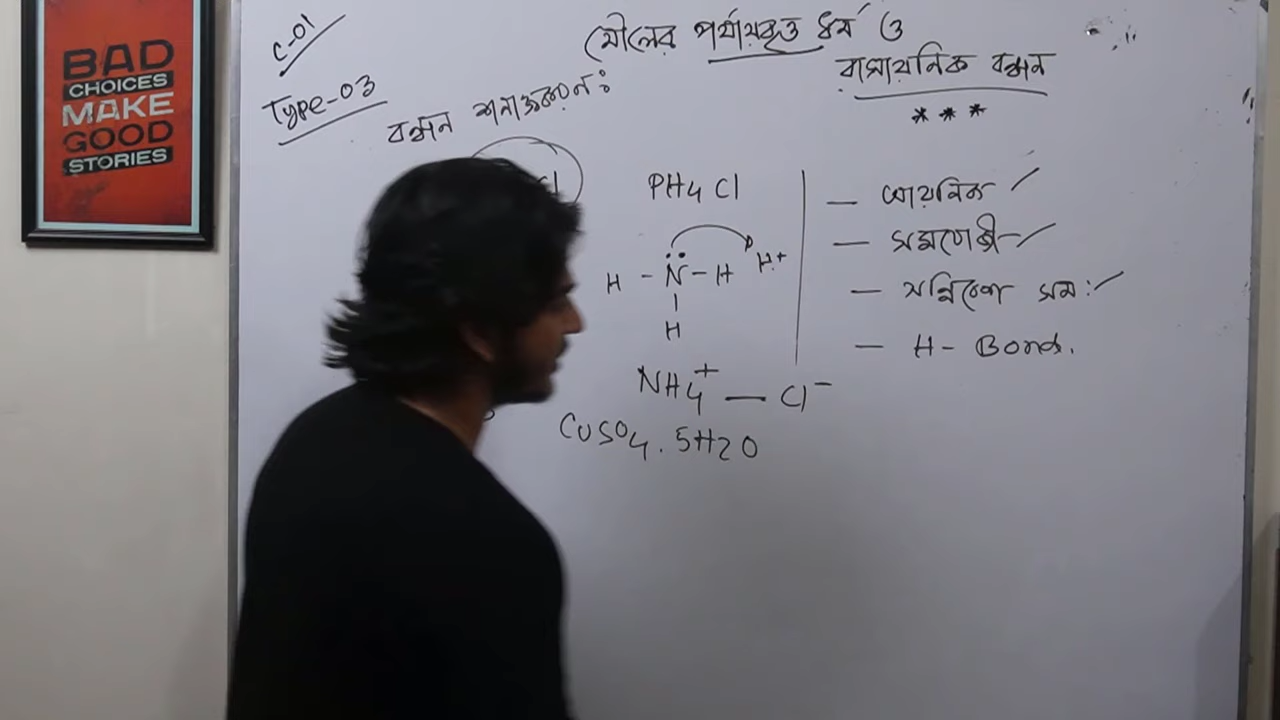 BAD
CHOICES
MAKE
GOOD
STORIES
C-01
Type-03
মৌলের পর্যায়বৃত্ত ধর্ম ও
রাসায়নিক বন্ধন
***
বন্ধন শনাক্তকরণ:
Cl
PH4 Cl
H - N - H H+
H
NH4+ — Cl-
CuSO4. 5H2O
— আয়নিক
— সমযোজী
— সন্নিবেশ সম:
— H- Bond.